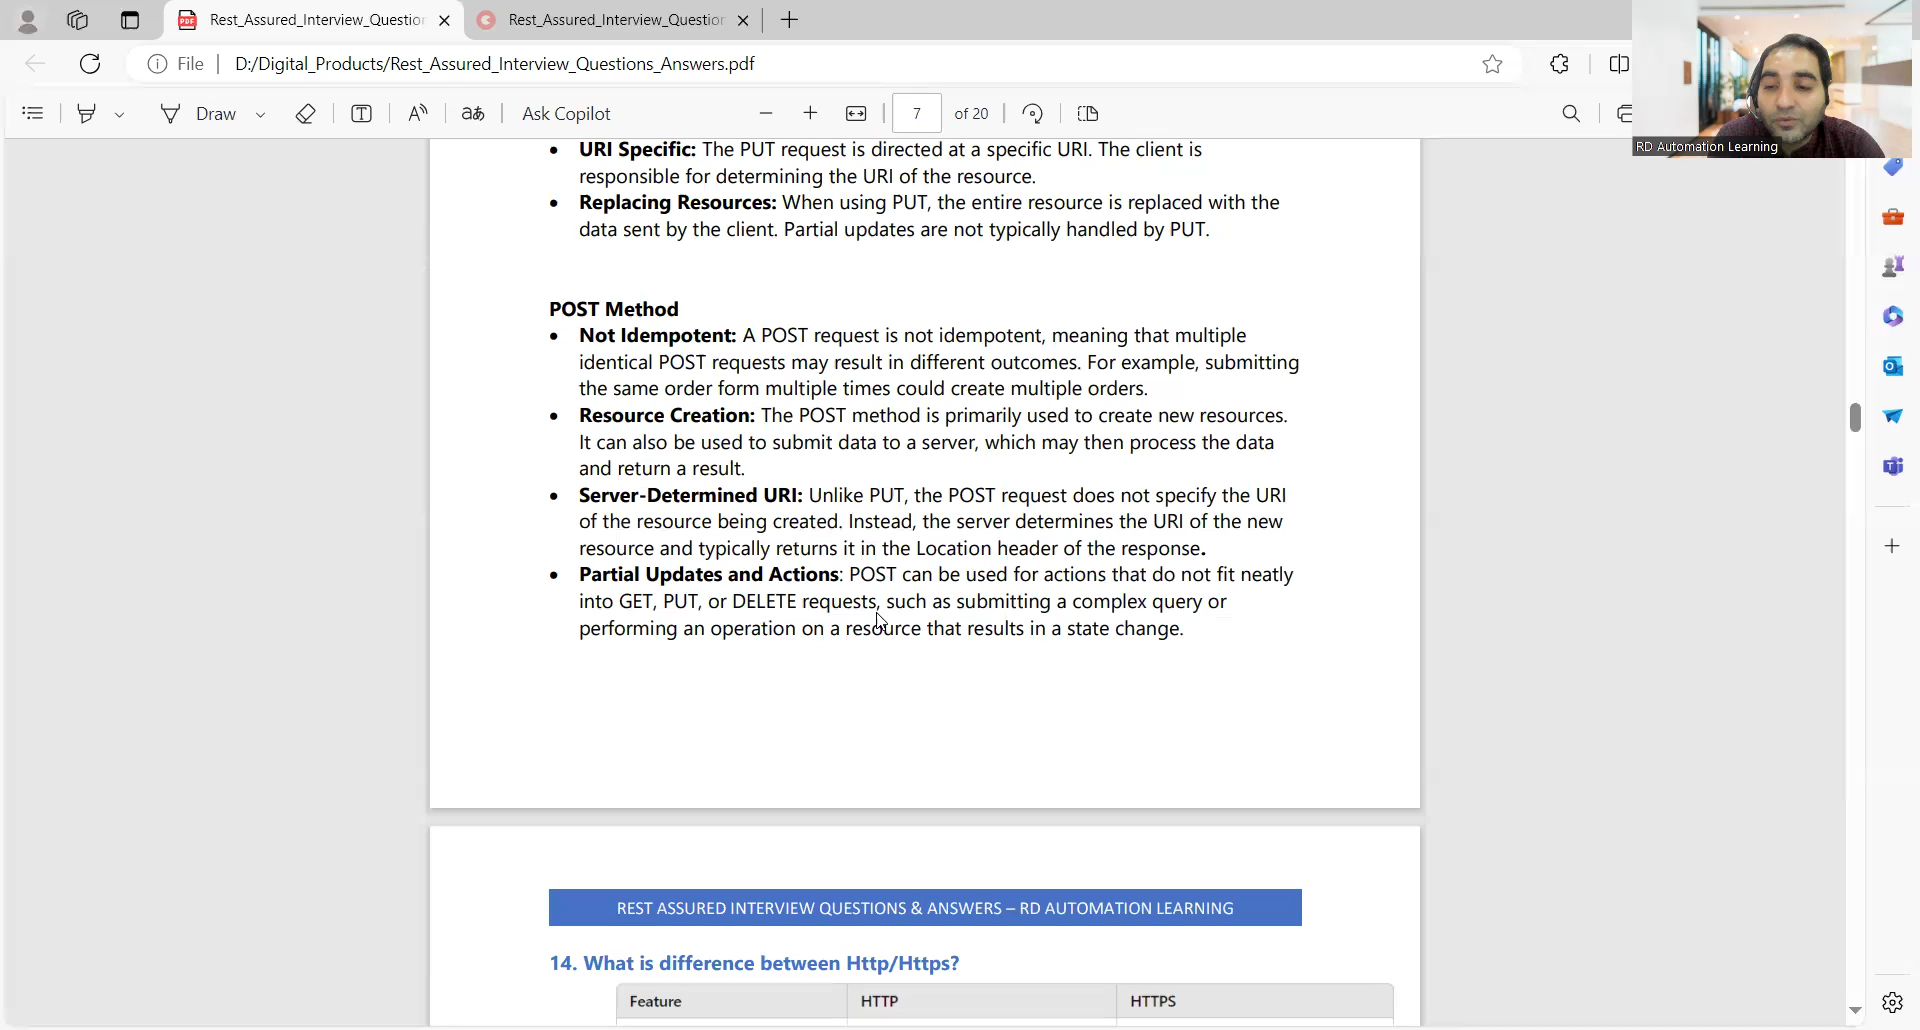 Rest_Assured_Interview_Questio
Rest_Assured_Interview_Question
File
D:/Digital_Products/Rest_Assured_Interview_Questions_Answers.pdf
Draw
aあ
Ask Copilot
7 of 20
RD Automation Learning
• URI Specific: The PUT request is directed at a specific URI. The client is
responsible for determining the URI of the resource.
• Replacing Resources: When using PUT, the entire resource is replaced with the
data sent by the client. Partial updates are not typically handled by PUT.
POST Method
• Not Idempotent: A POST request is not idempotent, meaning that multiple
identical POST requests may result in different outcomes. For example, submitting
the same order form multiple times could create multiple orders.
• Resource Creation: The POST method is primarily used to create new resources.
It can also be used to submit data to a server, which may then process the data
and return a result.
• Server-Determined URI: Unlike PUT, the POST request does not specify the URI
of the resource being created. Instead, the server determines the URI of the new
resource and typically returns it in the Location header of the response.
• Partial Updates and Actions: POST can be used for actions that do not fit neatly
into GET, PUT, or DELETE requests, such as submitting a complex query or
performing an operation on a resource that results in a state change.
REST ASSURED INTERVIEW QUESTIONS & ANSWERS – RD AUTOMATION LEARNING
14. What is difference between Http/Https?
Feature HTTP HTTPS